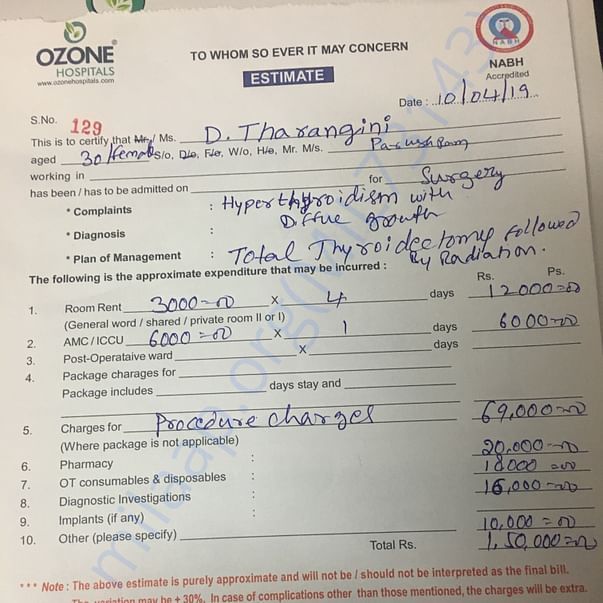 OZONE®
HOSPITALS
www.ozonehospitals.com
TO WHOM SO EVER IT MAY CONCERN
ESTIMATE
NABH
NABH
Accredited
Date : 10/04/19
S.No. 129
This is to certify that Mr./ Ms. D. Tharangini
aged 30/Female S/o, D/o, F/o, W/o, H/o, Mr. M/s.
working in
has been / has to be admitted on for Surgery
* Complaints : Hyperthyroidism with
Diffue growth
* Diagnosis :
* Plan of Management : Total Thyroidectomy followed
By Radiation.
The following is the approximate expenditure that may be incurred :
Rs. Ps.
1. Room Rent 3000=00 X 4 days 12000=00
(General word / shared / private room II or I)
2. AMC / ICCU 6000=00 X 1 days 6000=00
3. Post-Operataive ward X days
4. Package charages for
Package includes days stay and
5. Charges for Procedure charges 69,000=00
(Where package is not applicable)
6. Pharmacy : 20,000=00
7. OT consumables & disposables : 18000=00
8. Diagnostic Investigations : 15,000=00
9. Implants (if any) :
10. Other (please specify) 10,000=00
Total Rs. 1,50,000=00
*** Note : The above estimate is purely approximate and will not be / should not be interpreted as the final bill.
The variation may be + 30%. In case of complications other than those mentioned, the charges will be extra.